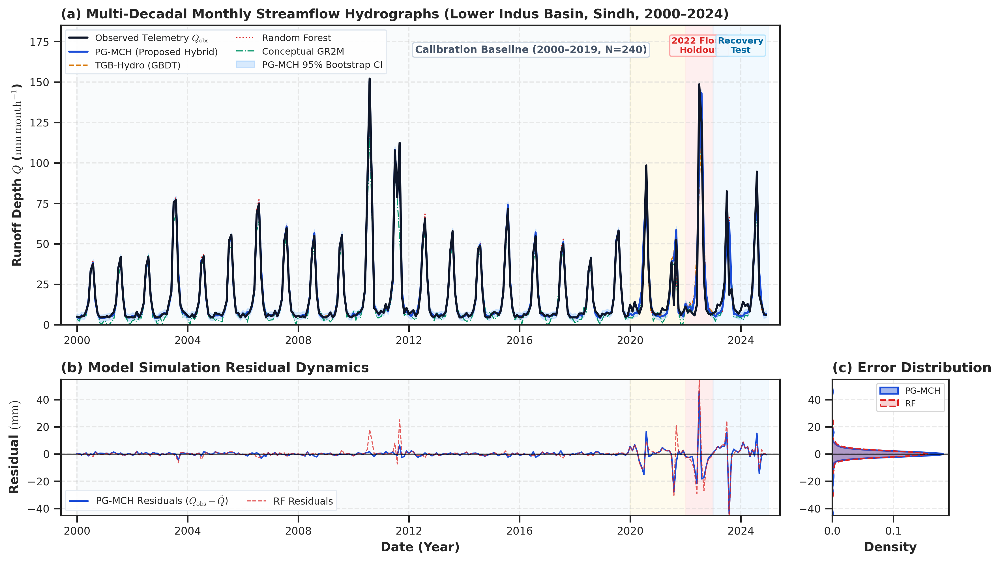 (a) Multi-Decadal Monthly Streamflow Hydrographs (Lower Indus Basin, Sindh, 2000–2024)
Observed Telemetry Q_obs
PG-MCH (Proposed Hybrid)
TGB-Hydro (GBDT)
Random Forest
Conceptual GR2M
PG-MCH 95% Bootstrap CI
Calibration Baseline (2000–2019, N=240)
2022 Floo
Holdout
Recovery
Test
Runoff Depth Q (mm month⁻¹)
175
150
125
100
75
50
25
0
2000
2004
2008
2012
2016
2020
2024
(b) Model Simulation Residual Dynamics
Residual (mm)
40
20
0
−20
−40
PG-MCH Residuals (Q_obs − Q̂)
RF Residuals
2000
2004
2008
2012
2016
2020
2024
Date (Year)
(c) Error Distribution
PG-MCH
RF
40
20
0
−20
−40
0.0
0.1
Density